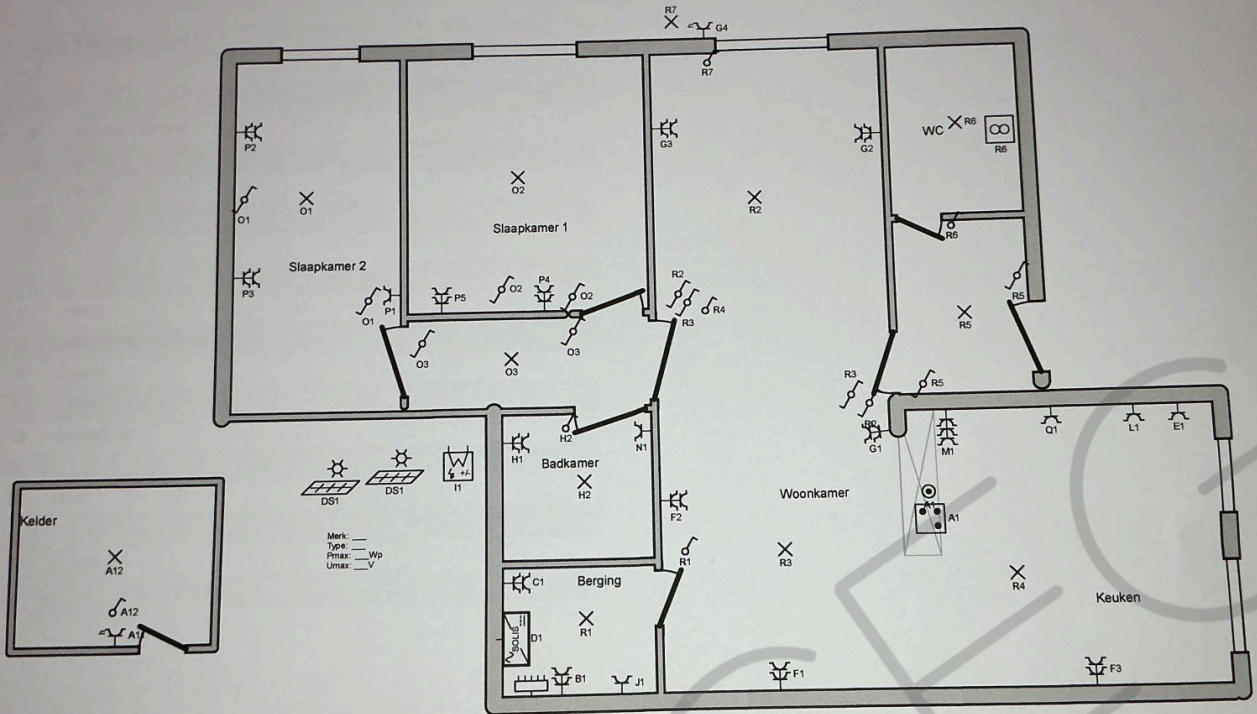 R7
G4
R7
P2
G3
G2
WC
R6
R6
O1
O1
O2
R2
Slaapkamer 1
R6
Slaapkamer 2
P3
O1
P1
P5
O2
P4
O2
R2
R3
R4
R5
R5
O3
O3
O3
R3
R5
H2
N1
G1
M1
Q1
L1
E1
H1
Badkamer
H2
DS1
DS1
I1
Woonkamer
A1
A1
F2
Kelder
A12
Merk: ___
Type: ___
Pmax: ___Wp
Umax: ___V
R1
R3
R4
Keuken
C1
Berging
A12
R1
SOLIS
D1
B1
J1
F1
F3